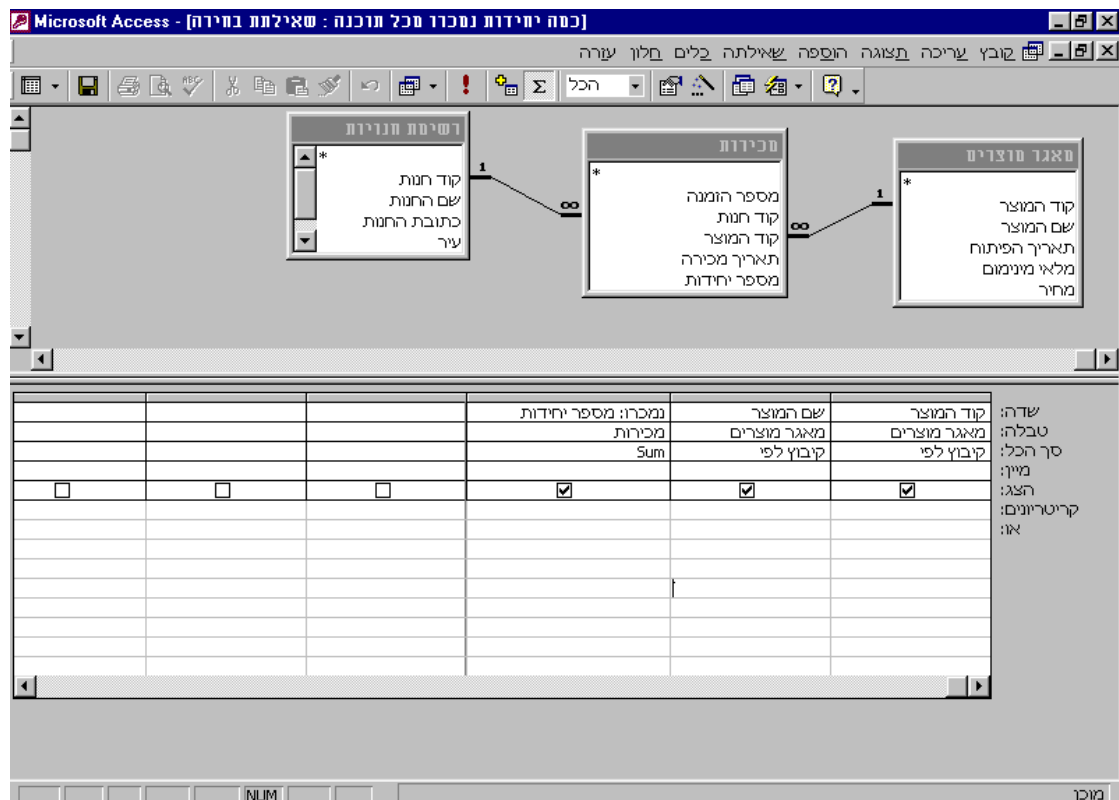 Microsoft Access - [כמה יחידות נמכרו מכל תוכנה : שאילתת בחירה]
קובץ עריכה תצוגה הוספה שאילתה כלים חלון עזרה
הכל
מאגר מוצרים
*
קוד המוצר
שם המוצר
תאריך הפיתוח
מלאי מינימום
מחיר
1
∞
מכירות
*
מספר הזמנה
קוד חנות
קוד המוצר
תאריך מכירה
מספר יחידות
∞
1
רשימת חנויות
*
קוד חנות
שם החנות
כתובת החנות
עיר
שדה: קוד המוצר שם המוצר נמכרו: מספר יחידות
טבלה: מאגר מוצרים מאגר מוצרים מכירות
סך הכל: קיבוץ לפי קיבוץ לפי Sum
מיין:
הצג:
קריטריונים:
או:
מוכן NUM